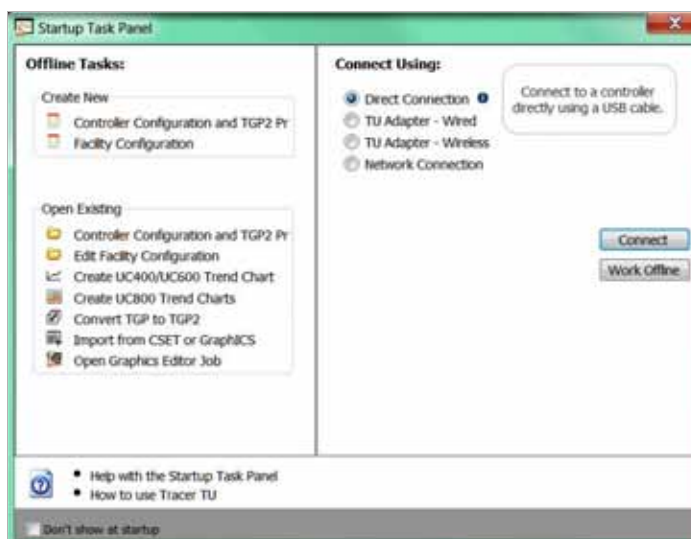 Startup Task Panel
Offline Tasks:
Create New
Controller Configuration and TGP2 Pr
Facility Configuration
Open Existing
Controller Configuration and TGP2 Pr
Edit Facility Configuration
Create UC400/UC600 Trend Chart
Create UC800 Trend Charts
Convert TGP to TGP2
Import from CSET or GraphICS
Open Graphics Editor Job
Connect Using:
Direct Connection
TU Adapter - Wired
TU Adapter - Wireless
Network Connection
Connect to a controller
directly using a USB cable.
Connect
Work Offline
• Help with the Startup Task Panel
• How to use Tracer TU
Don't show at startup